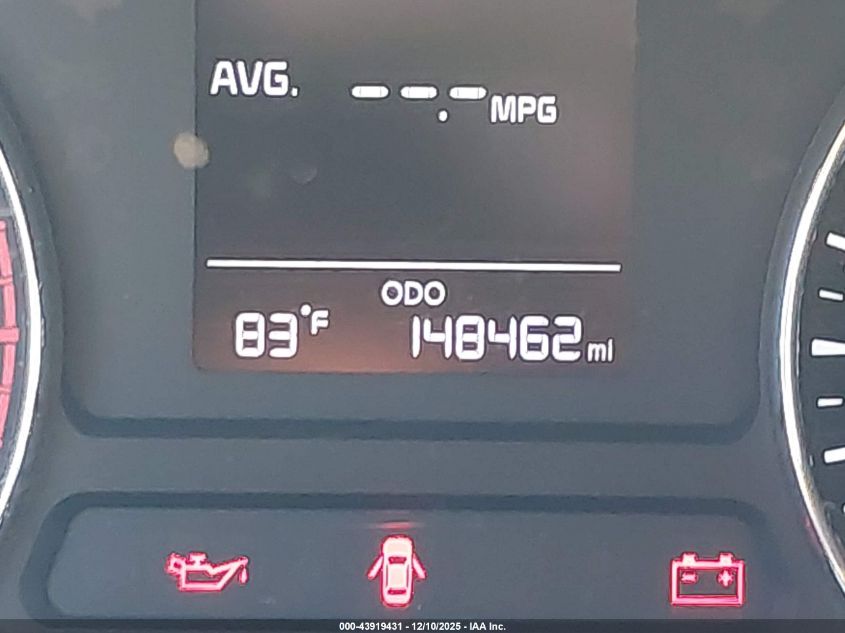 AVG. --.- MPG
ODO
83°F 148462 mi
000-43919431 - 12/10/2025 - IAA Inc.